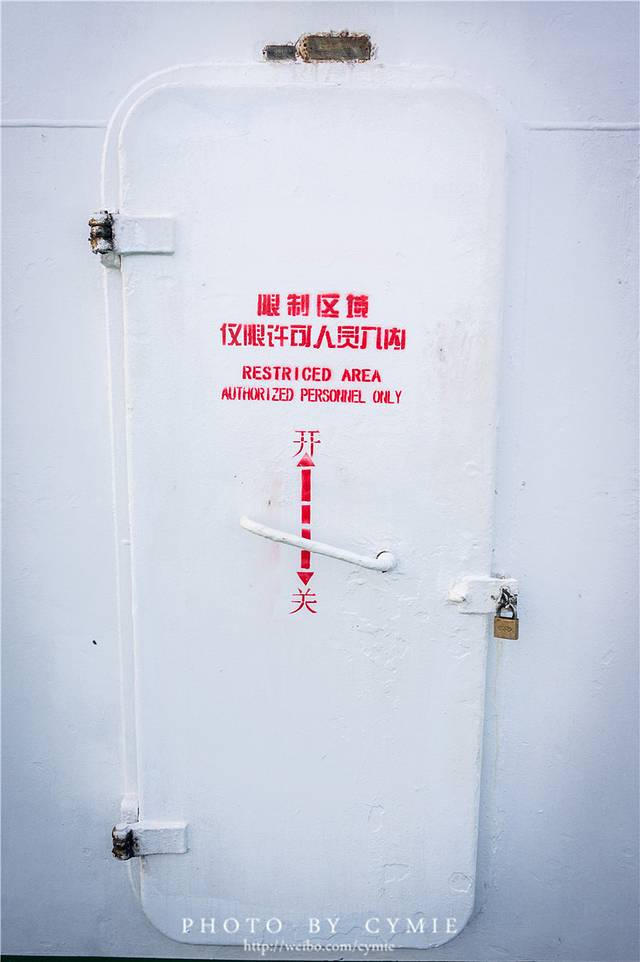 限制区域
仅限许可人员入内
RESTRICED AREA
AUTHORIZED PERSONNEL ONLY
开
关
PHOTO BY CYMIE
http://weibo.com/cymie